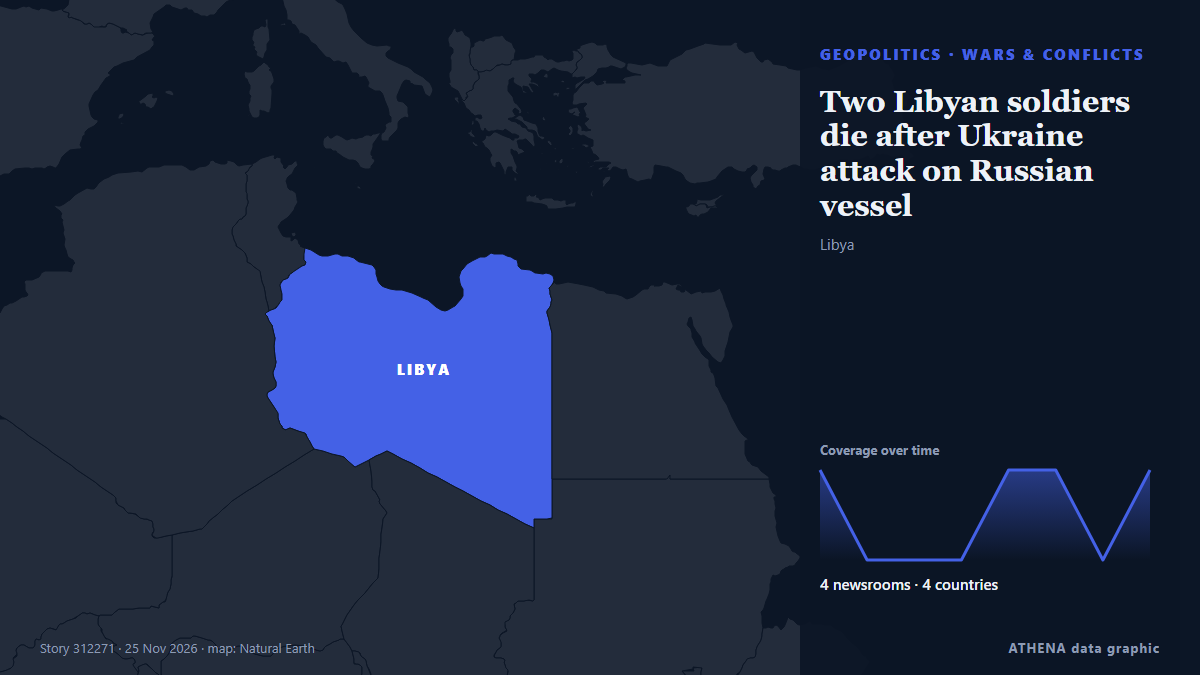 GEOPOLITICS · WARS & CONFLICTS
Two Libyan soldiers
die after Ukraine
attack on Russian
vessel
Libya
LIBYA
Coverage over time
4 newsrooms · 4 countries
Story 312271 · 25 Nov 2026 · map: Natural Earth
ATHENA data graphic